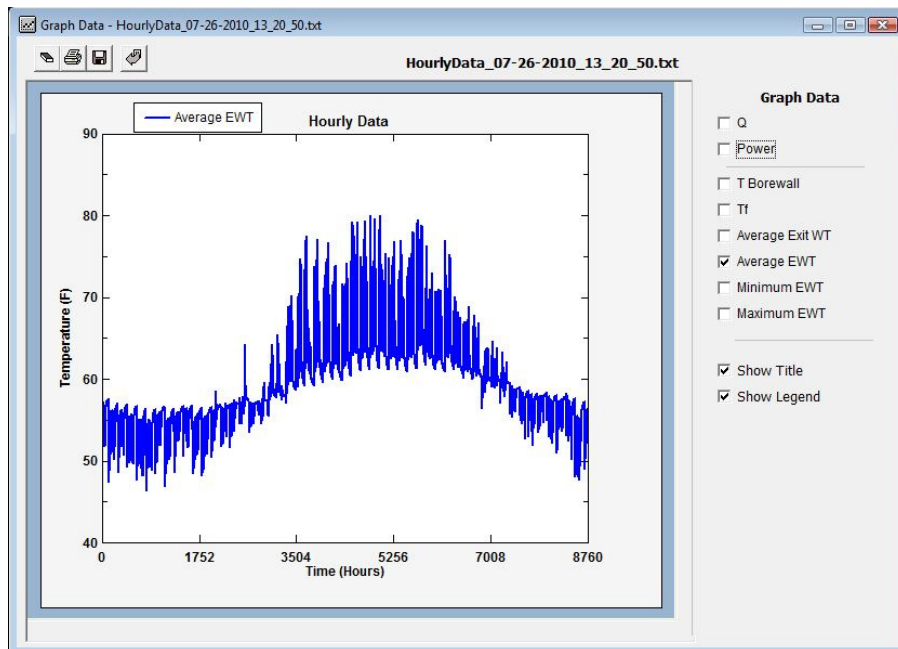 Graph Data - HourlyData_07-26-2010_13_20_50.txt
HourlyData_07-26-2010_13_20_50.txt
Average EWT
Hourly Data
90
80
70
60
50
40
Temperature (F)
0 1752 3504 5256 7008 8760
Time (Hours)
Graph Data
Q
Power
T Borewall
Tf
Average Exit WT
Average EWT
Minimum EWT
Maximum EWT
Show Title
Show Legend